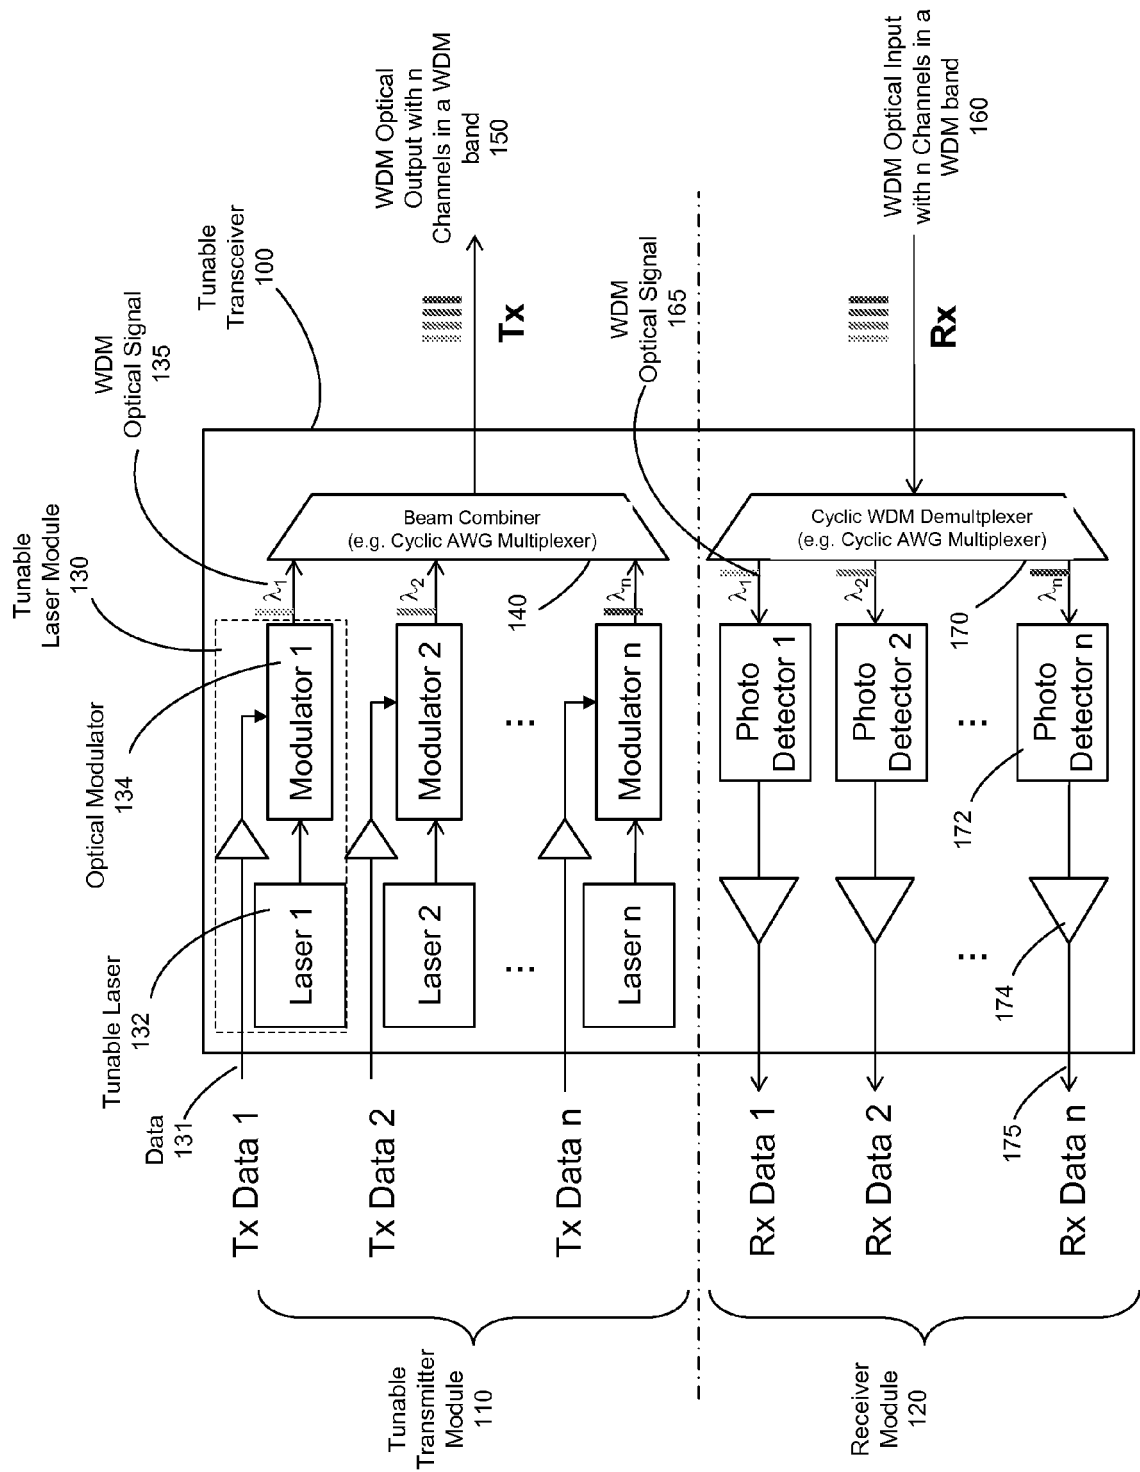 Tunable
Laser Module
130
WDM
Optical Signal
135
Tunable
Transceiver
100
Optical Modulator
134
Tunable Laser
132
Data
131
Tx Data 1
Laser 1
Modulator 1
λ1
Tx Data 2
Laser 2
Modulator 2
λ2
...
...
Tx Data n
Laser n
Modulator n
λn
140
Beam Combiner
(e.g. Cyclic AWG Multiplexer)
Tx
WDM Optical
Output with n
Channels in a WDM
band
150
Tunable
Transmitter
Module
110
WDM
Optical Signal
165
Rx Data 1
Photo
Detector 1
λ1
Rx Data 2
Photo
Detector 2
λ2
...
...
Rx Data n
Photo
Detector n
λn
175
174
172
170
Cyclic WDM Demultplexer
(e.g. Cyclic AWG Multiplexer)
Rx
WDM Optical Input
with n Channels in a
WDM band
160
Receiver
Module
120